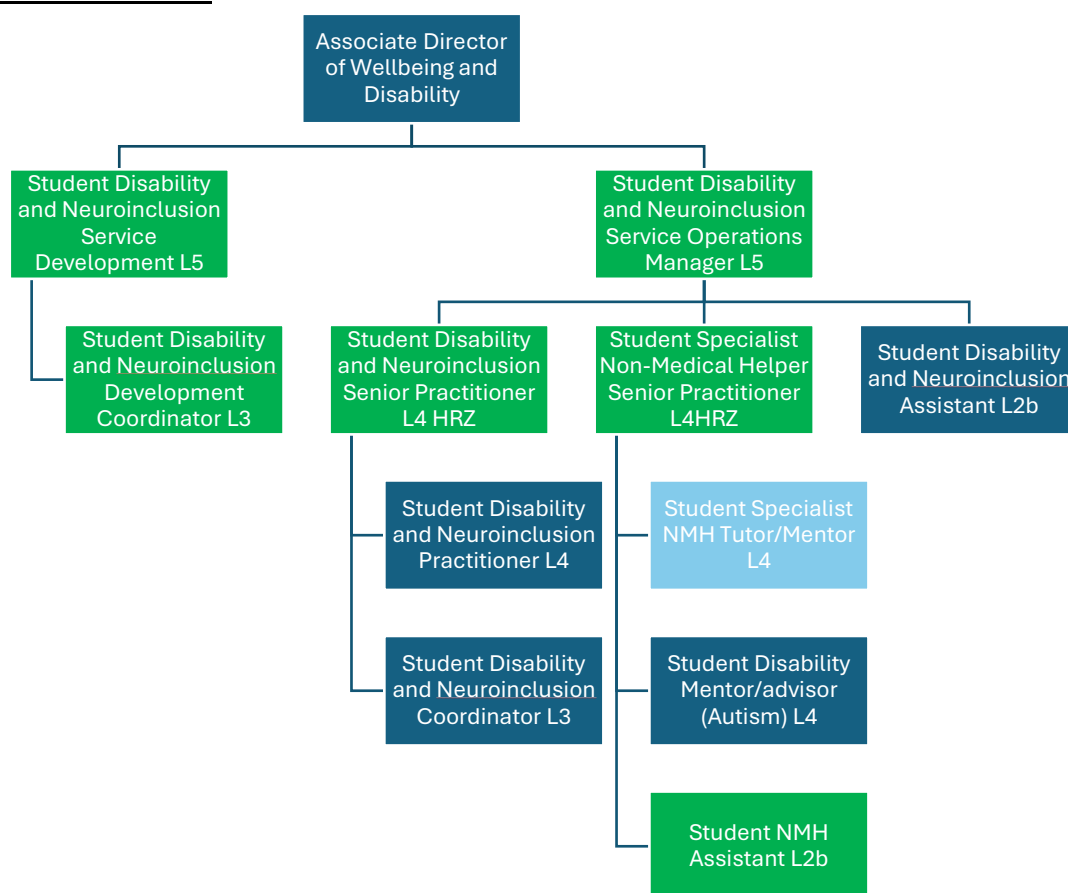 Associate Director
of Wellbeing and
Disability
Student Disability
and Neuroinclusion
Service
Development L5
Student Disability
and Neuroinclusion
Service Operations
Manager L5
Student Disability
and Neuroinclusion
Development
Coordinator L3
Student Disability
and Neuroinclusion
Senior Practitioner
L4 HRZ
Student Specialist
Non-Medical Helper
Senior Practitioner
L4HRZ
Student Disability
and Neuroinclusion
Assistant L2b
Student Disability
and Neuroinclusion
Practitioner L4
Student Specialist
NMH Tutor/Mentor
L4
Student Disability
and Neuroinclusion
Coordinator L3
Student Disability
Mentor/advisor
(Autism) L4
Student NMH
Assistant L2b